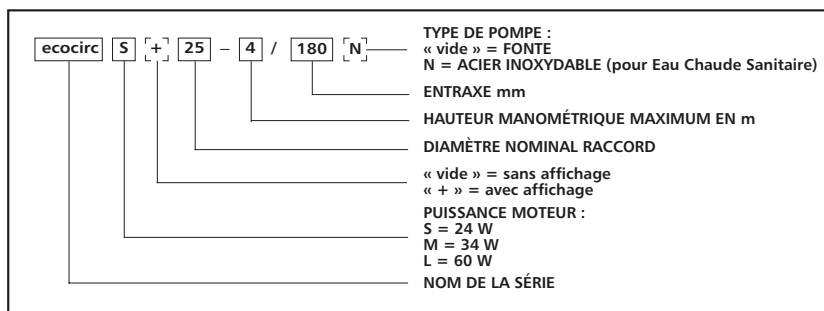 ecocirc S + 25 – 4 / 180 N
TYPE DE POMPE :
« vide » = FONTE
N = ACIER INOXYDABLE (pour Eau Chaude Sanitaire)
ENTRAXE mm
HAUTEUR MANOMÉTRIQUE MAXIMUM EN m
DIAMÈTRE NOMINAL RACCORD
« vide » = sans affichage
« + » = avec affichage
PUISSANCE MOTEUR :
S = 24 W
M = 34 W
L = 60 W
NOM DE LA SÉRIE